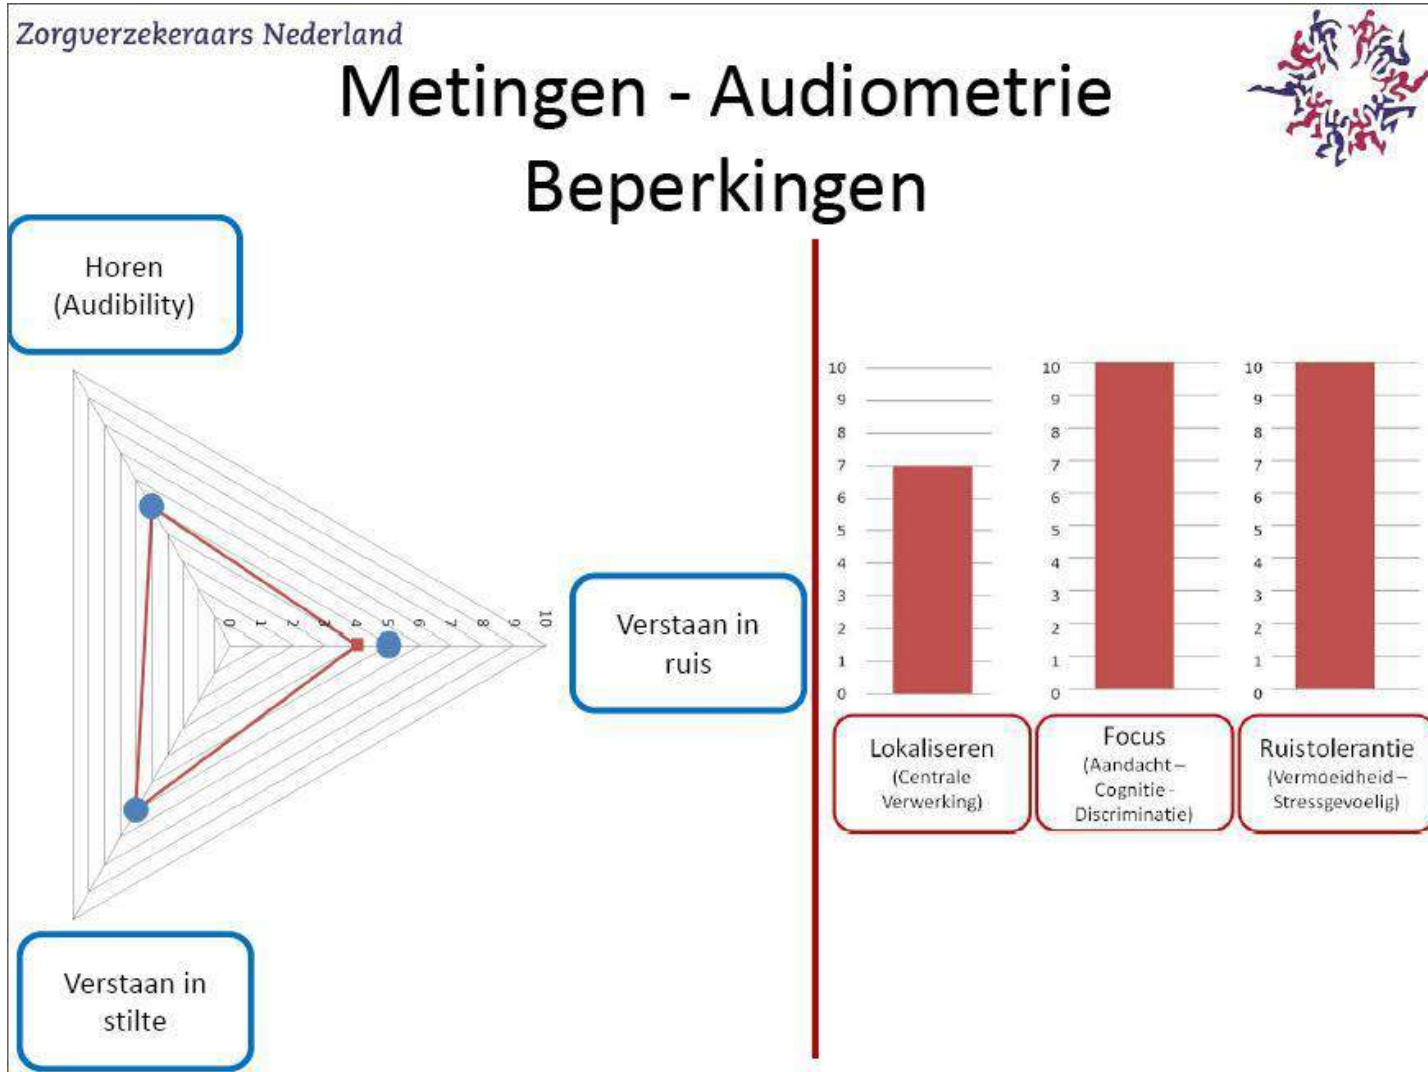 Zorgverzekeraars Nederland
Metingen - Audiometrie
Beperkingen
Horen
(Audibility)
0
1
2
3
4
5
6
7
8
9
10
Verstaan in
ruis
Verstaan in
stilte
10
9
8
7
6
5
4
3
2
1
0
Lokaliseren
(Centrale
Verwerking)
10
9
8
7
6
5
4
3
2
1
0
Focus
(Aandacht –
Cognitie -
Discriminatie)
10
9
8
7
6
5
4
3
2
1
0
Ruistolerantie
(Vermoeidheid –
Stressgevoelig)